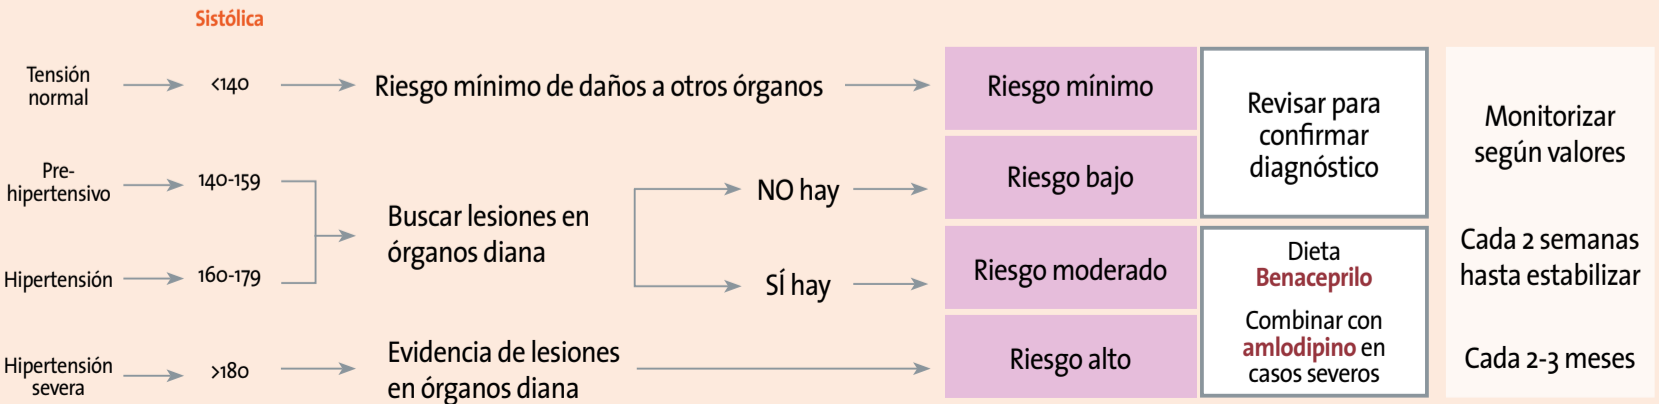 Sistólica
Tensión
normal
<140
Riesgo mínimo de daños a otros órganos
Riesgo mínimo
Revisar para
confirmar
diagnóstico
Monitorizar
según valores
Pre-
hipertensivo
140-159
Buscar lesiones en
órganos diana
NO hay
Riesgo bajo
Hipertensión
160-179
SÍ hay
Riesgo moderado
Dieta
Benaceprilo
Combinar con
amlodipino en
casos severos
Cada 2 semanas
hasta estabilizar
Hipertensión
severa
>180
Evidencia de lesiones
en órganos diana
Riesgo alto
Cada 2-3 meses